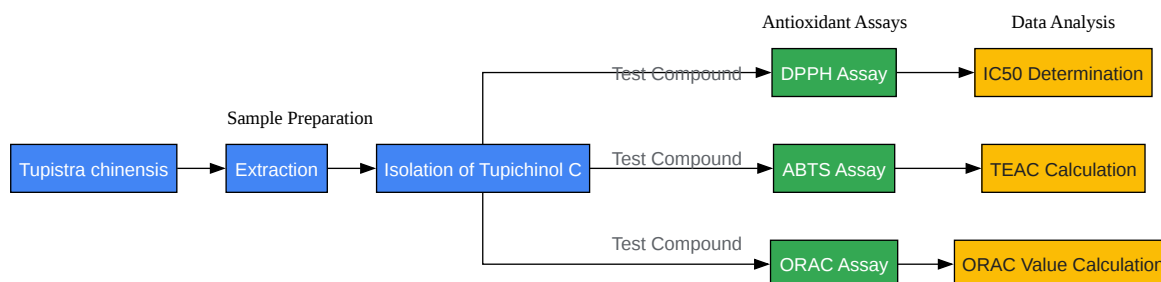 Antioxidant Assays
Data Analysis
Test Compound
DPPH Assay
IC50 Determination
Sample Preparation
Tupistra chinensis
Extraction
Isolation of Tupichinol C
Test Compound
ABTS Assay
TEAC Calculation
Test Compound
ORAC Assay
ORAC Value Calculation